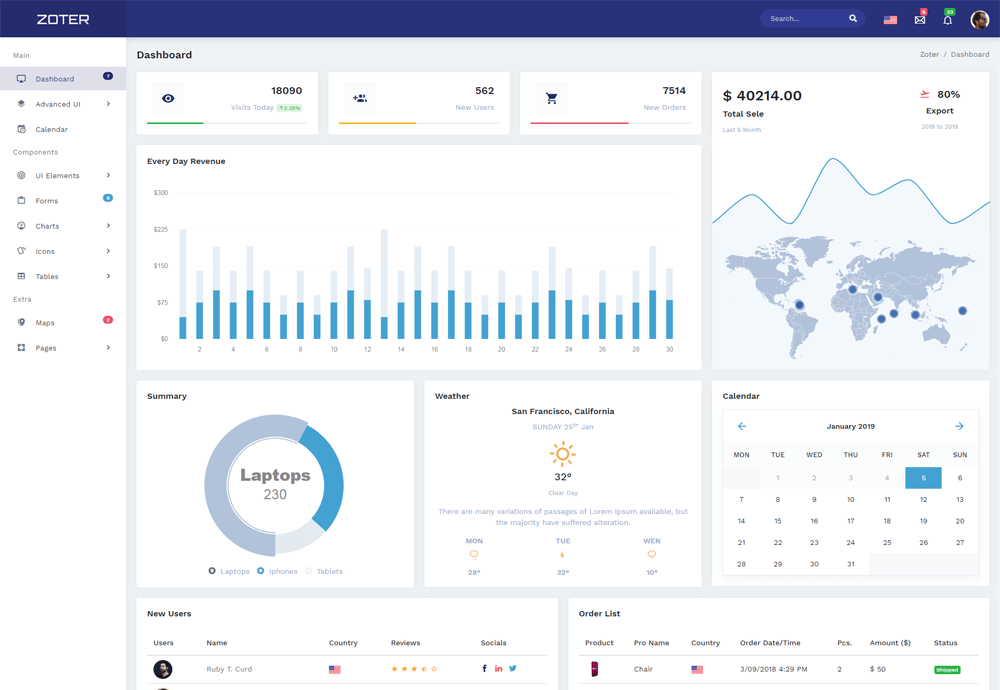 ZOTER
Search...
5
20
Main
Dashboard
7
Advanced UI
Calendar
Components
UI Elements
Forms
6
Charts
Icons
Tables
Extra
Maps
2
Pages
Dashboard
Zoter / Dashboard
18090
Visits Today 2.26%
562
New Users
7514
New Orders
$ 40214.00
Total Sele
Last 6 Month
80%
Export
2018 to 2019
Every Day Revenue
$300
$225
$150
$75
$0
2 4 6 8 10 12 14 16 18 20 22 24 26 28 30
Summary
Laptops
230
Laptops Iphones Tablets
Weather
San Francisco, California
SUNDAY 25th Jan
32°
Clear Day
There are many variations of passages of Lorem Ipsum available, but
the majority have suffered alteration.
MON TUE WEN
28° 32° 10°
Calendar
January 2019
MON TUE WED THU FRI SAT SUN
1 2 3 4 5 6
7 8 9 10 11 12 13
14 15 16 17 18 19 20
21 22 23 24 25 26 27
28 29 30 31
New Users
Users Name Country Reviews Socials
Ruby T. Curd
Order List
Product Pro Name Country Order Date/Time Pcs. Amount ($) Status
Chair 3/09/2018 4:29 PM 2 $ 50 Shipped